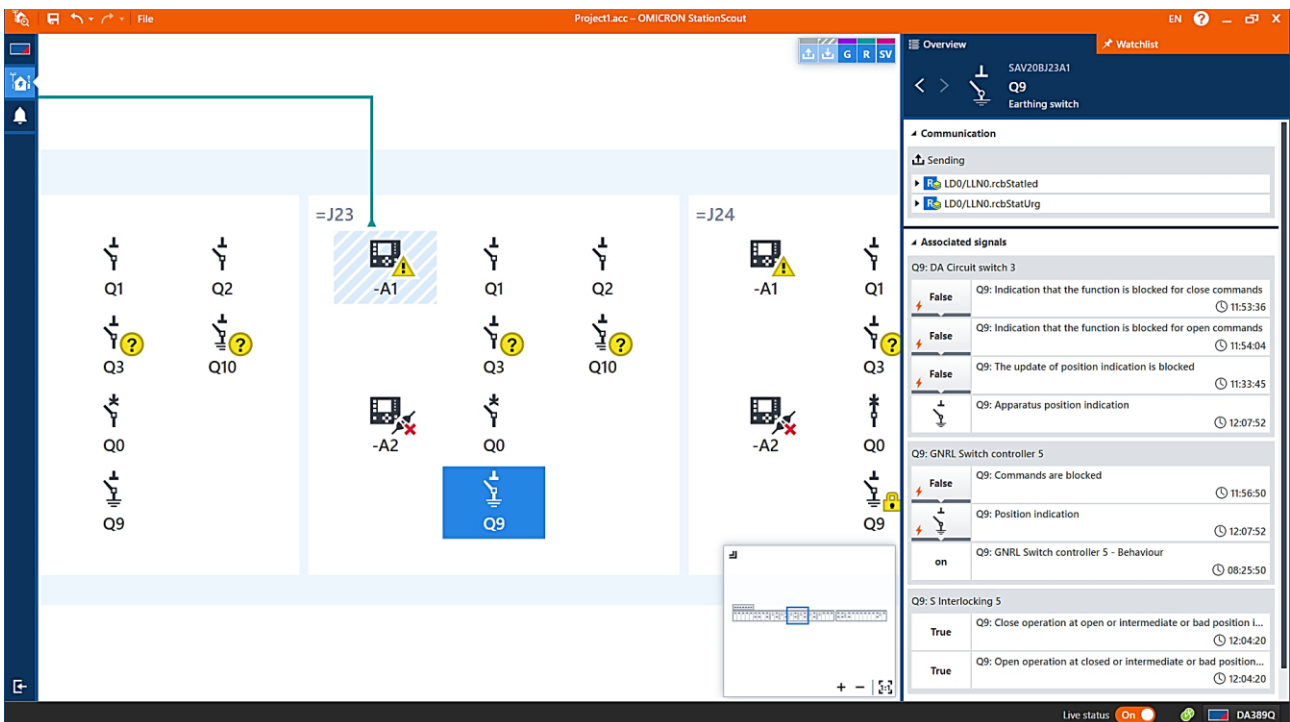 File
Project1.acc – OMICRON StationScout
EN
G R SV
Overview
Watchlist
SAV20BJ23A1
Q9
Earthing switch
Communication
Sending
LD0/LLN0.rcbStatIed
LD0/LLN0.rcbStatUrg
Associated signals
Q9: DA Circuit switch 3
False
Q9: Indication that the function is blocked for close commands
11:53:36
False
Q9: Indication that the function is blocked for open commands
11:54:04
False
Q9: The update of position indication is blocked
11:33:45
Q9: Apparatus position indication
12:07:52
Q9: GNRL Switch controller 5
False
Q9: Commands are blocked
11:56:50
Q9: Position indication
12:07:52
on
Q9: GNRL Switch controller 5 - Behaviour
08:25:50
Q9: S Interlocking 5
True
Q9: Close operation at open or intermediate or bad position i...
12:04:20
True
Q9: Open operation at closed or intermediate or bad position...
12:04:20
=J23
=J24
Q1 Q2 -A1 Q1 Q2 -A1 Q1
Q3 Q10 Q3 Q10 Q3
Q0 -A2 Q0 -A2 Q0
Q9 Q9 Q9
Live status On DA389Q